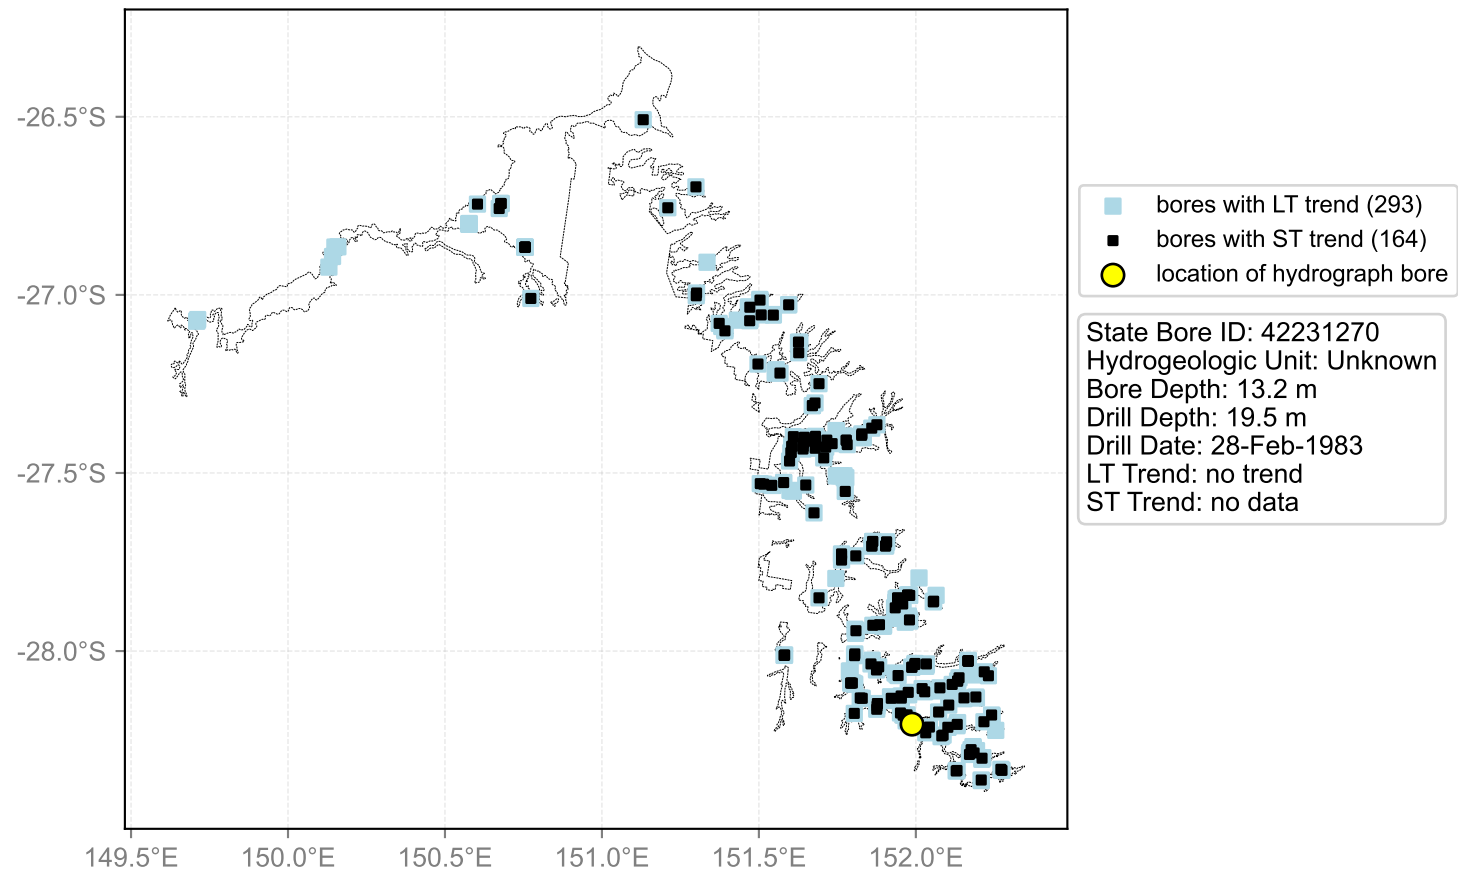 -26.5°S
-27.0°S
-27.5°S
-28.0°S
149.5°E
150.0°E
150.5°E
151.0°E
151.5°E
152.0°E
bores with LT trend (293)
bores with ST trend (164)
location of hydrograph bore
State Bore ID: 42231270
Hydrogeologic Unit: Unknown
Bore Depth: 13.2 m
Drill Depth: 19.5 m
Drill Date: 28-Feb-1983
LT Trend: no trend
ST Trend: no data